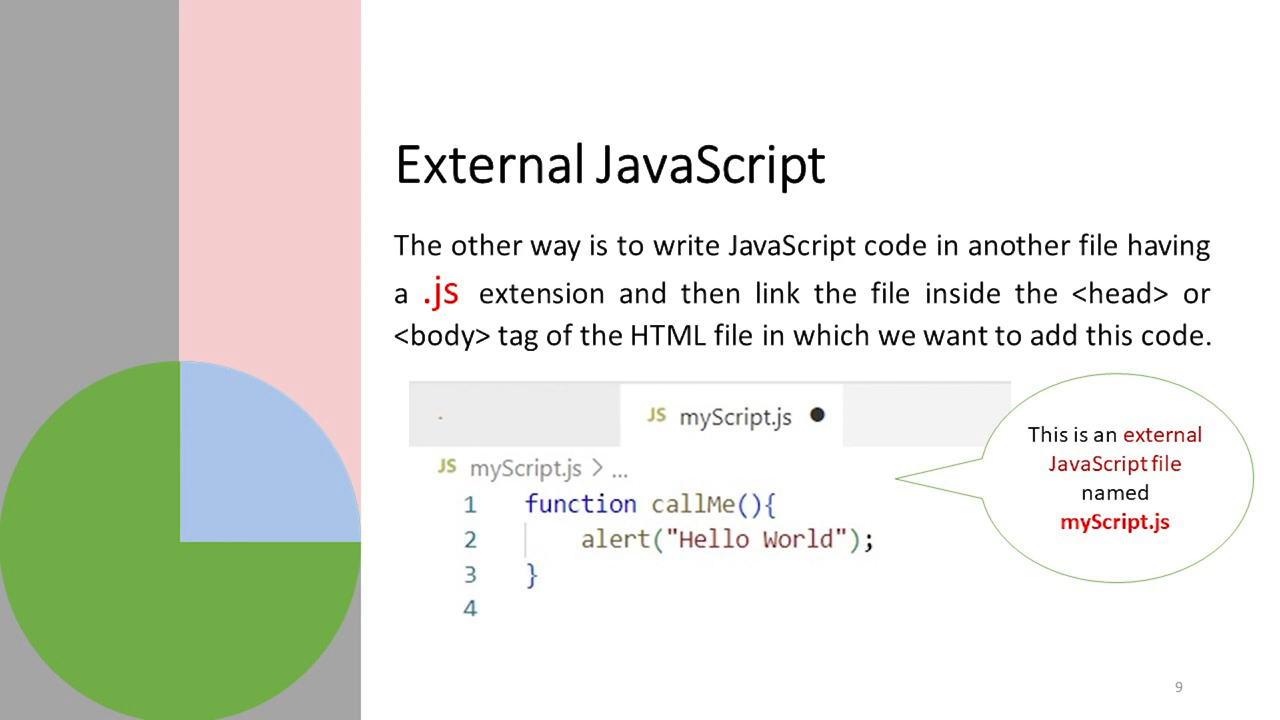 External JavaScript
The other way is to write JavaScript code in another file having
a .js extension and then link the file inside the <head> or
<body> tag of the HTML file in which we want to add this code.
JS myScript.js ●
JS myScript.js > ...
1 function callMe(){
2 alert("Hello World");
3 }
4
This is an external
JavaScript file
named
myScript.js
9